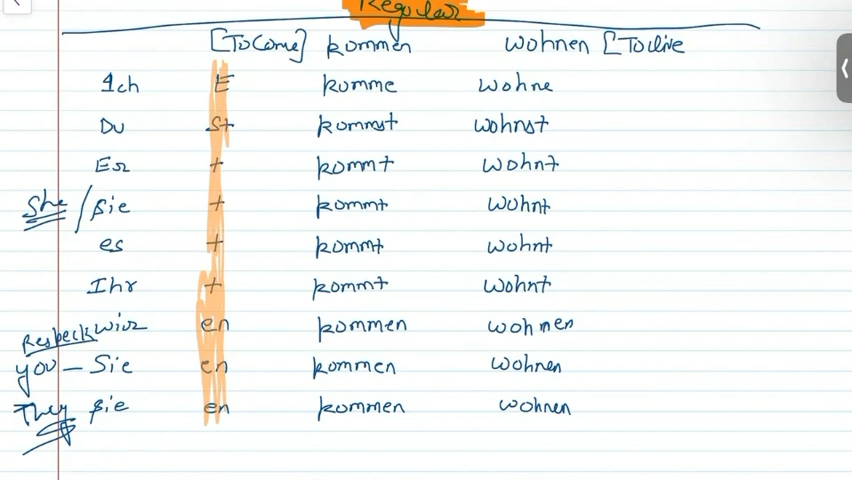 Regular
[To Come] kommen wohnen [To live
Ich E komme wohne
Du st kommst wohnst
Er t kommt wohnt
She / sie t kommt wohnt
es t kommt wohnt
Ihr t kommt wohnt
Respeck wir en kommen wohnen
you - Sie en kommen wohnen
They sie en kommen wohnen